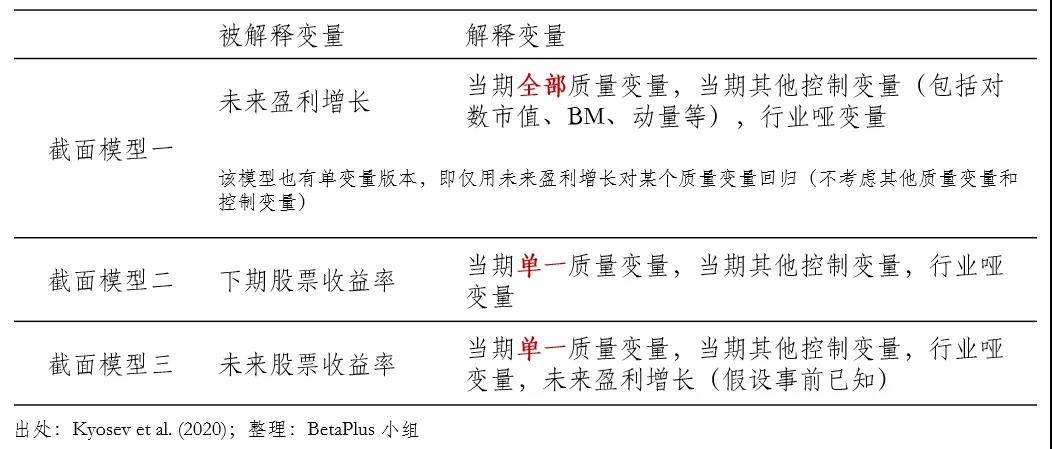 被解释变量 解释变量
截面模型一
未来盈利增长
当期全部质量变量，当期其他控制变量（包括对
数市值、BM、动量等），行业哑变量
该模型也有单变量版本，即仅用未来盈利增长对某个质量变量回归（不考虑其他质量变量和
控制变量）
截面模型二
下期股票收益率
当期单一质量变量，当期其他控制变量，行业哑
变量
截面模型三
未来股票收益率
当期单一质量变量，当期其他控制变量，行业哑
变量，未来盈利增长（假设事前已知）
出处：Kyosev et al. (2020)；整理：BetaPlus 小组